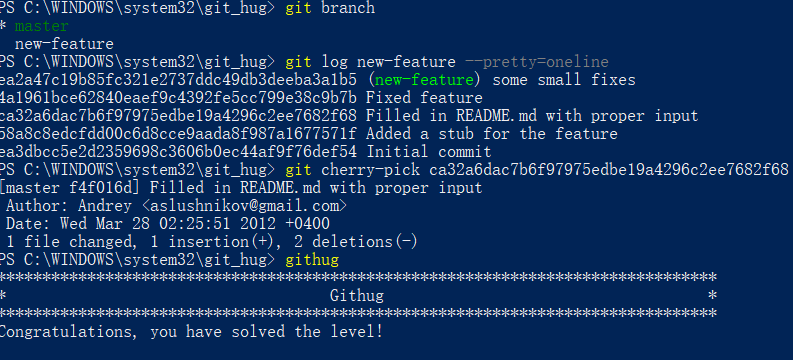 PS C:\WINDOWS\system32\git_hug> git branch
* master
  new-feature
PS C:\WINDOWS\system32\git_hug> git log new-feature --pretty=oneline
ea2a47c19b85fc321e2737ddc49db3deeba3a1b5 (new-feature) some small fixes
4a1961bce62840eaef9c4392fe5cc799e38c9b7b Fixed feature
ca32a6dac7b6f97975edbe19a4296c2ee7682f68 Filled in README.md with proper input
58a8c8edcfdd00c6d8cce9aada8f987a1677571f Added a stub for the feature
ea3dbcc5e2d2359698c3606b0ec44af9f76def54 Initial commit
PS C:\WINDOWS\system32\git_hug> git cherry-pick ca32a6dac7b6f97975edbe19a4296c2ee7682f68
[master f4f016d] Filled in README.md with proper input
 Author: Andrey <aslushnikov@gmail.com>
 Date: Wed Mar 28 02:25:51 2012 +0400
 1 file changed, 1 insertion(+), 2 deletions(-)
PS C:\WINDOWS\system32\git_hug> githug
********************************************************************************
*                                    Githug                                    *
********************************************************************************
Congratulations, you have solved the level!